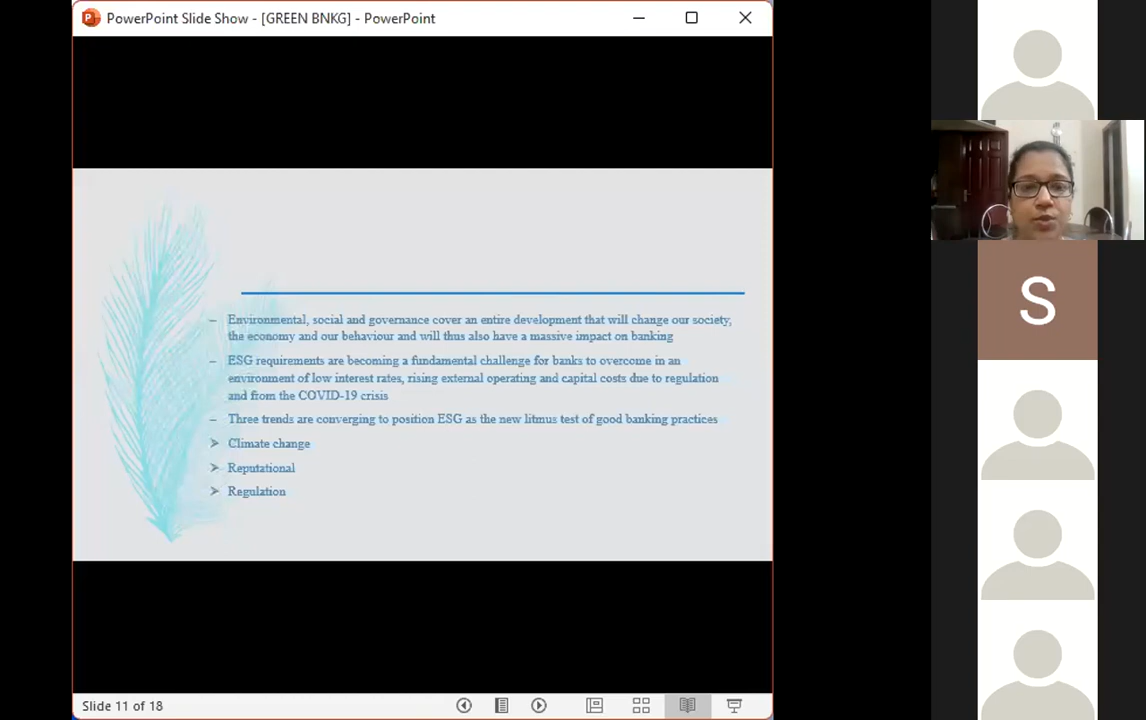 PowerPoint Slide Show - [GREEN BNKG] - PowerPoint
– Environmental, social and governance cover an entire development that will change our society,
the economy and our behaviour and will thus also have a massive impact on banking
– ESG requirements are becoming a fundamental challenge for banks to overcome in an
environment of low interest rates, rising external operating and capital costs due to regulation
and from the COVID-19 crisis
– Three trends are converging to position ESG as the new litmus test of good banking practices
➤ Climate change
➤ Reputational
➤ Regulation
S
Slide 11 of 18